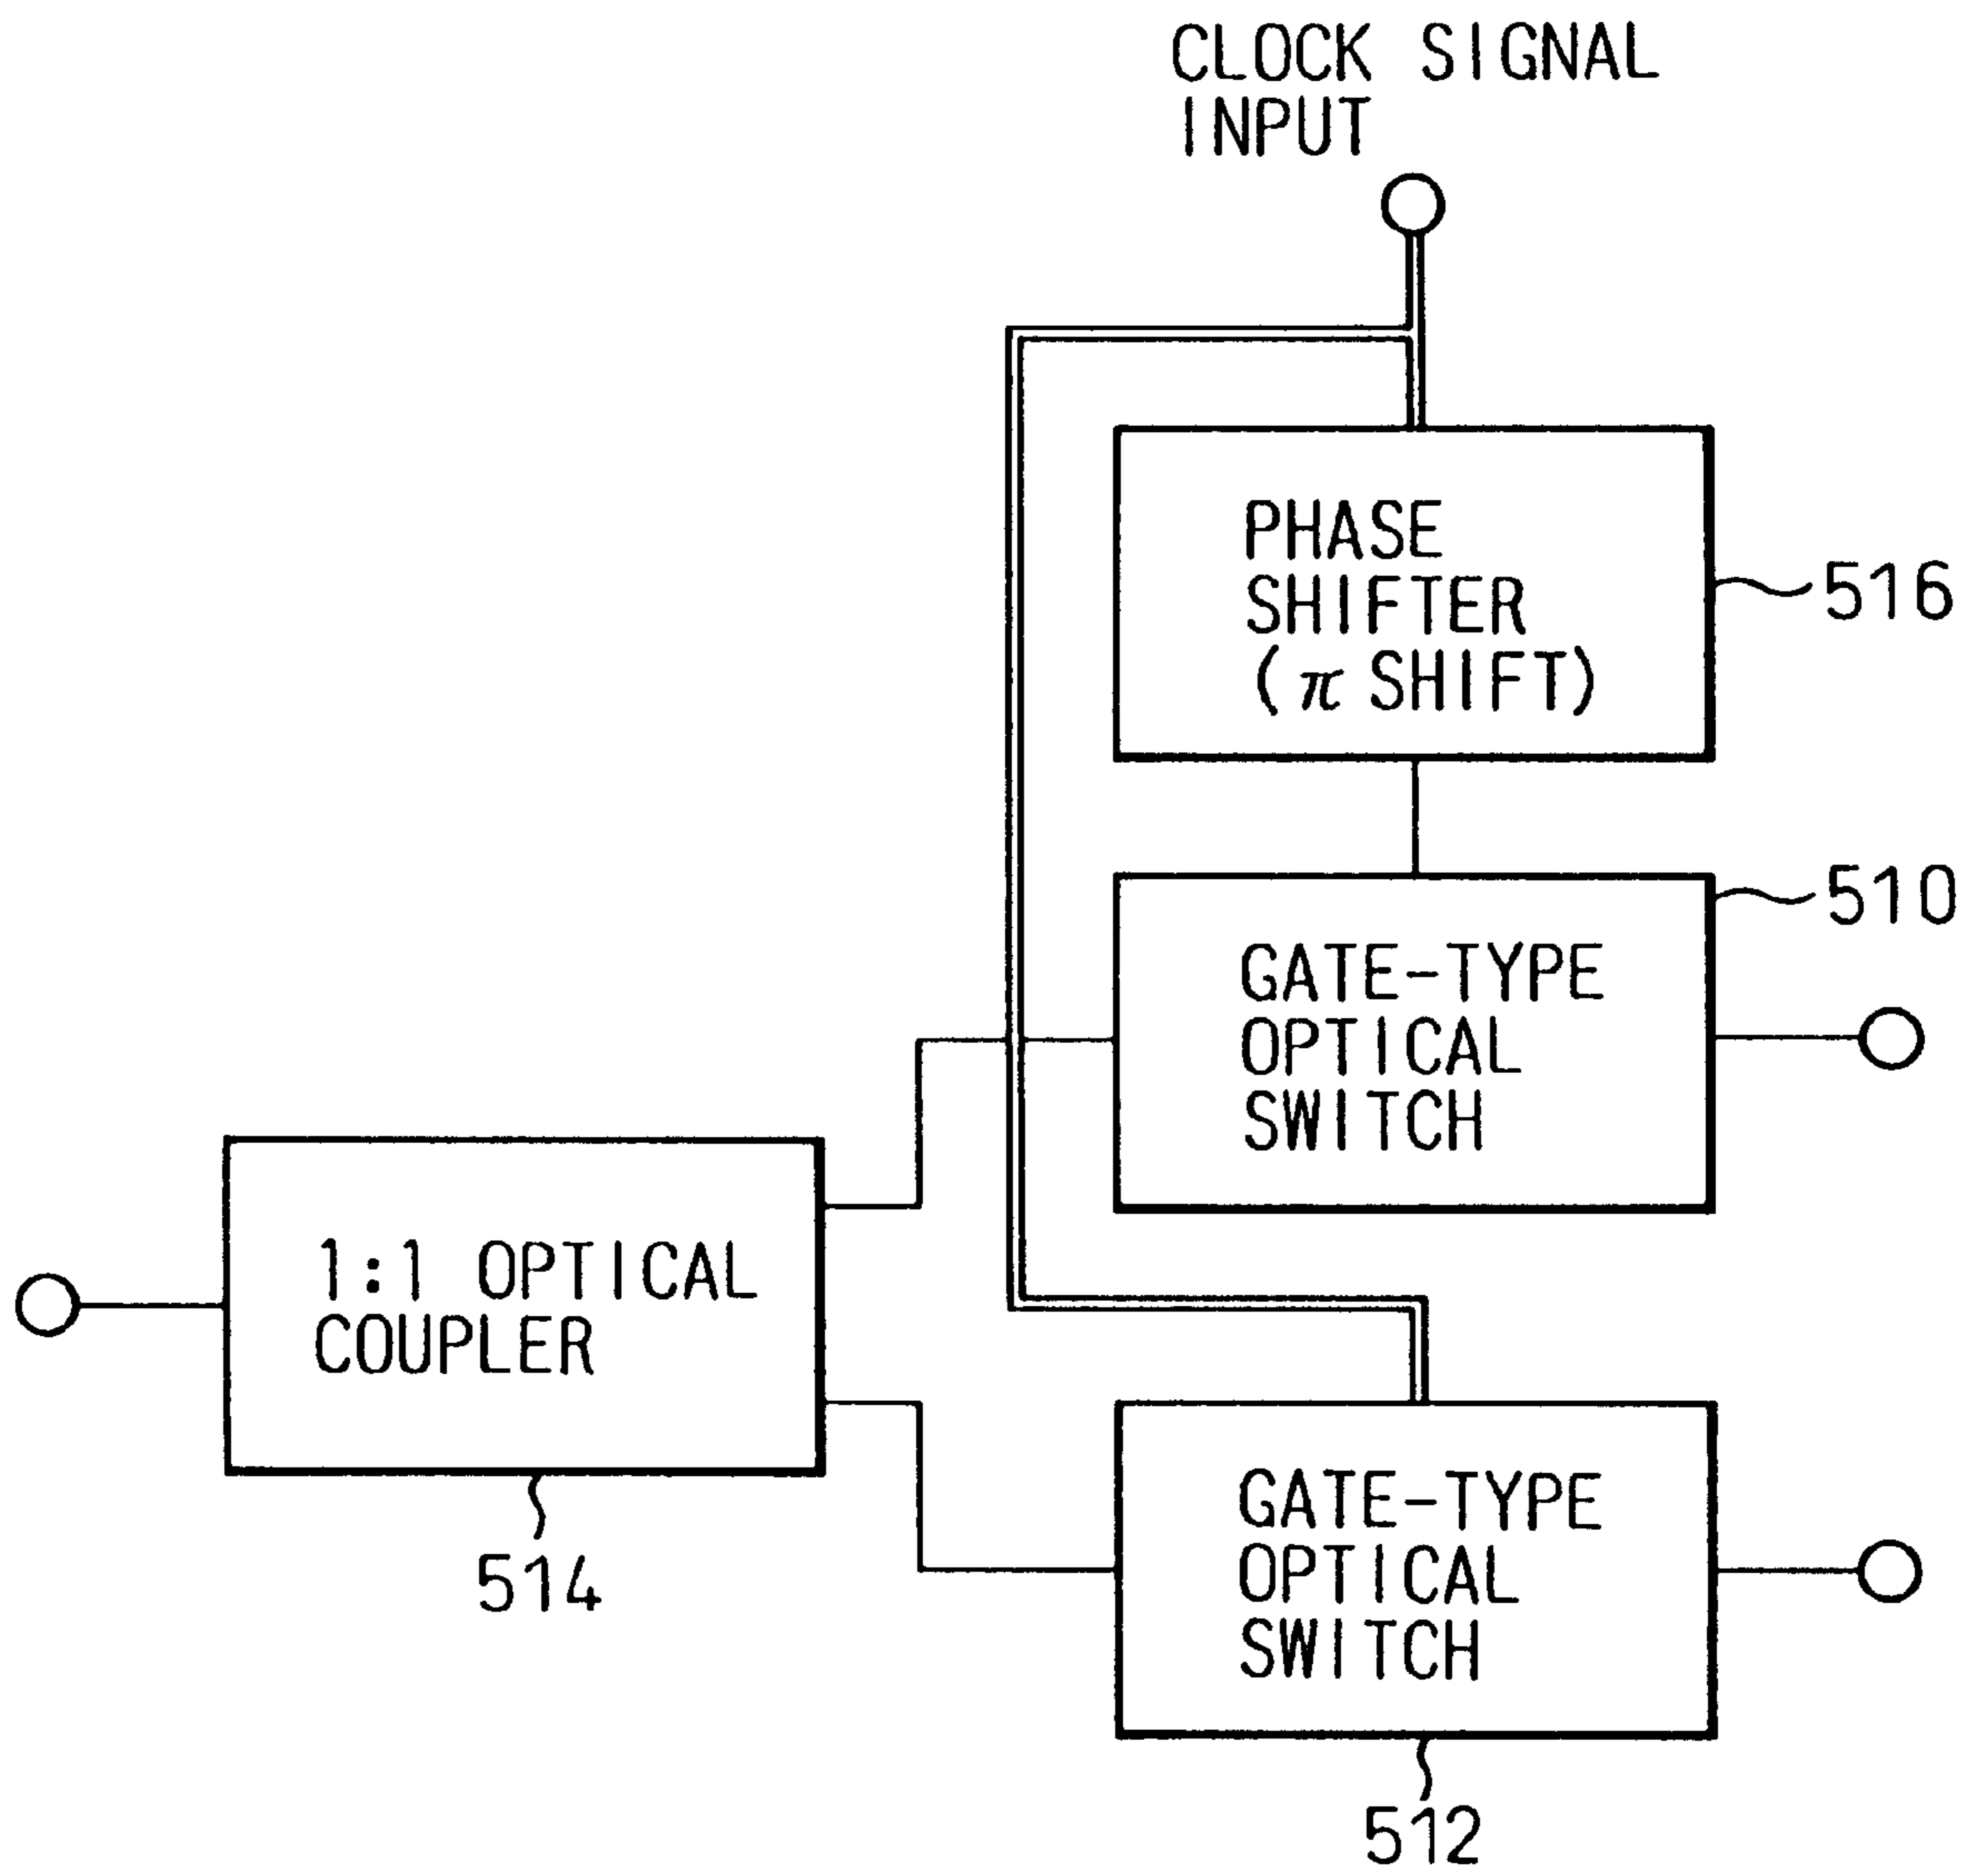 CLOCK SIGNAL
INPUT
PHASE
SHIFTER
(π SHIFT)
516
510
GATE-TYPE
OPTICAL
SWITCH
1:1 OPTICAL
COUPLER
514
GATE-TYPE
OPTICAL
SWITCH
512